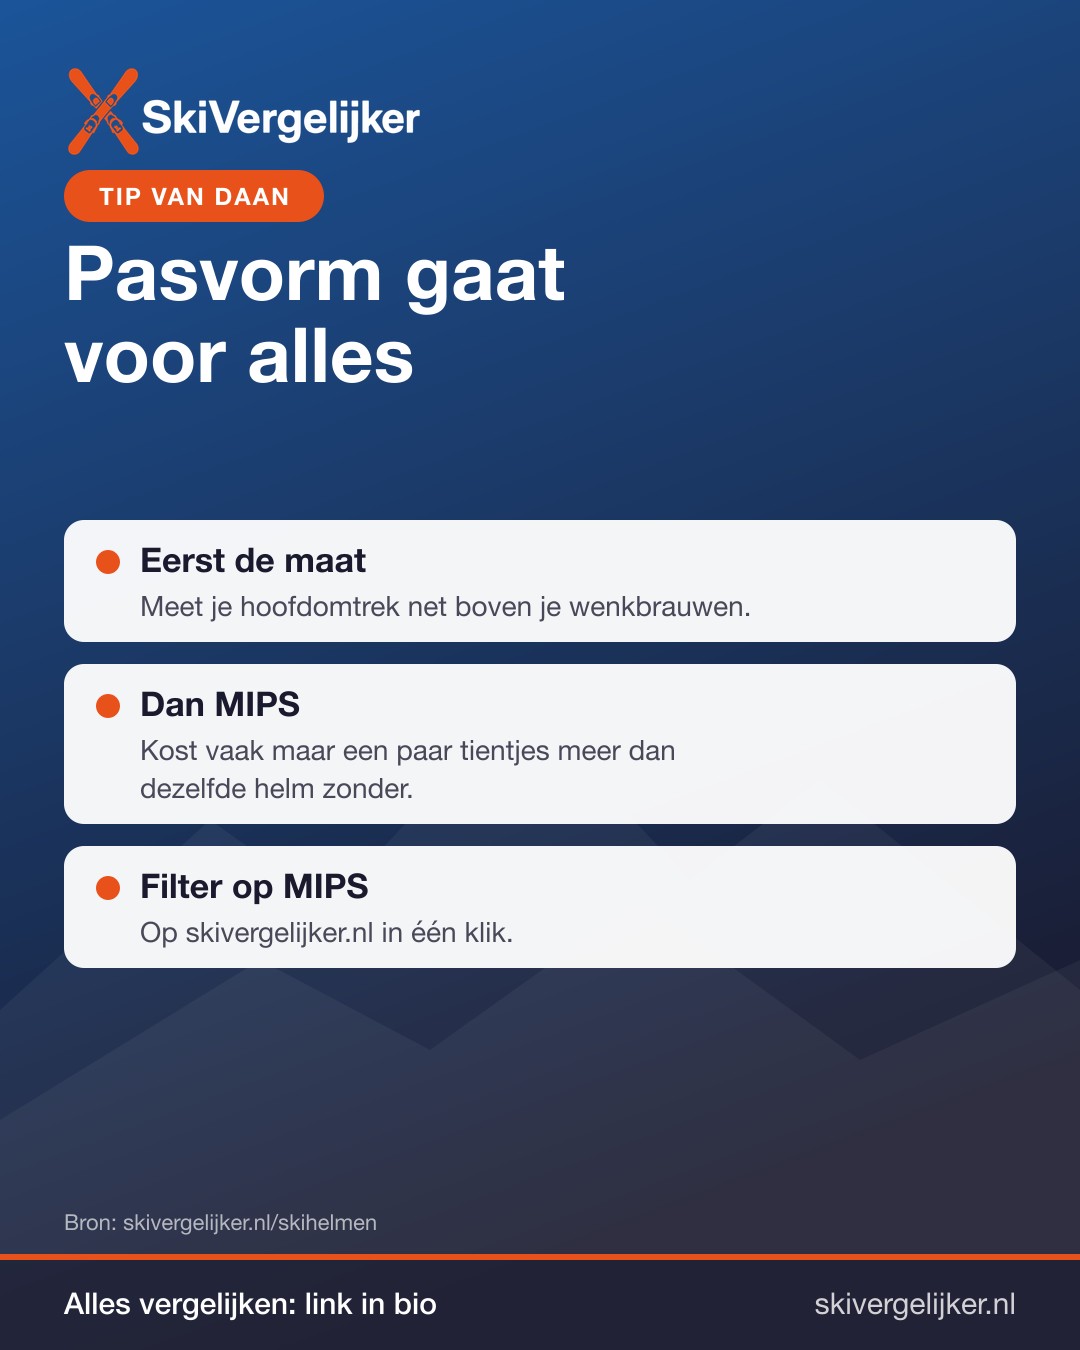 SkiVergelijker
TIP VAN DAAN
Pasvorm gaat
voor alles
Eerst de maat
Meet je hoofdomtrek net boven je wenkbrauwen.
Dan MIPS
Kost vaak maar een paar tientjes meer dan
dezelfde helm zonder.
Filter op MIPS
Op skivergelijker.nl in één klik.
Bron: skivergelijker.nl/skihelmen
Alles vergelijken: link in bio
skivergelijker.nl